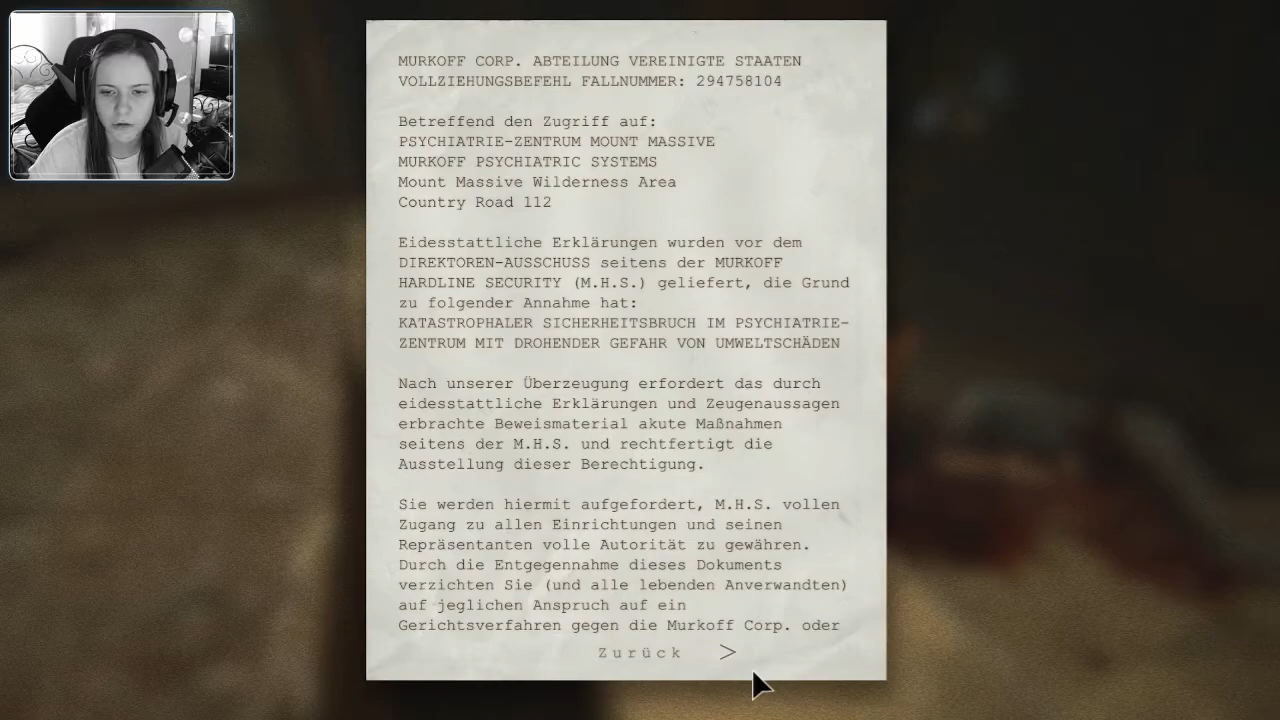 MURKOFF CORP. ABTEILUNG VEREINIGTE STAATEN
VOLLZIEHUNGSBEFEHL FALLNUMMER: 294758104
Betreffend den Zugriff auf:
PSYCHIATRIE-ZENTRUM MOUNT MASSIVE
MURKOFF PSYCHIATRIC SYSTEMS
Mount Massive Wilderness Area
Country Road 112
Eidesstattliche Erklärungen wurden vor dem
DIREKTOREN-AUSSCHUSS seitens der MURKOFF
HARDLINE SECURITY (M.H.S.) geliefert, die Grund
zu folgender Annahme hat:
KATASTROPHALER SICHERHEITSBRUCH IM PSYCHIATRIE-
ZENTRUM MIT DROHENDER GEFAHR VON UMWELTSCHÄDEN
Nach unserer Überzeugung erfordert das durch
eidesstattliche Erklärungen und Zeugenaussagen
erbrachte Beweismaterial akute Maßnahmen
seitens der M.H.S. und rechtfertigt die
Ausstellung dieser Berechtigung.
Sie werden hiermit aufgefordert, M.H.S. vollen
Zugang zu allen Einrichtungen und seinen
Repräsentanten volle Autorität zu gewähren.
Durch die Entgegennahme dieses Dokuments
verzichten Sie (und alle lebenden Anverwandten)
auf jeglichen Anspruch auf ein
Gerichtsverfahren gegen die Murkoff Corp. oder
Zurück >